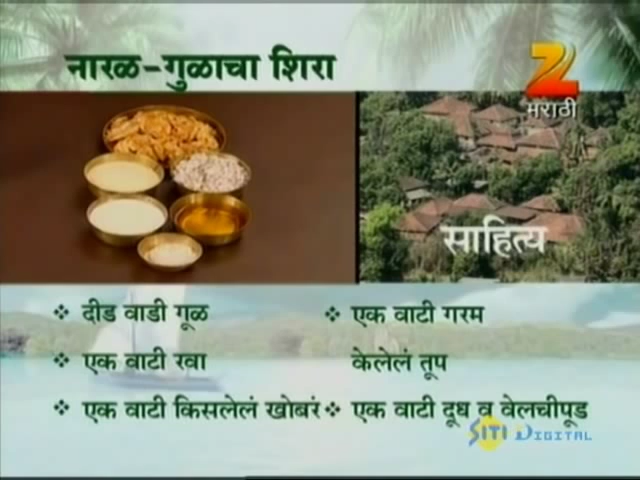 नारळ-गुळाचा शिरा
Z
मराठी
साहित्य
❖ दीड वाडी गूळ
❖ एक वाटी रवा
❖ एक वाटी किसलेलं खोबरं
❖ एक वाटी गरम
केलेलं तूप
❖ एक वाटी दूध व वेलचीपूड
SITI DIGITAL